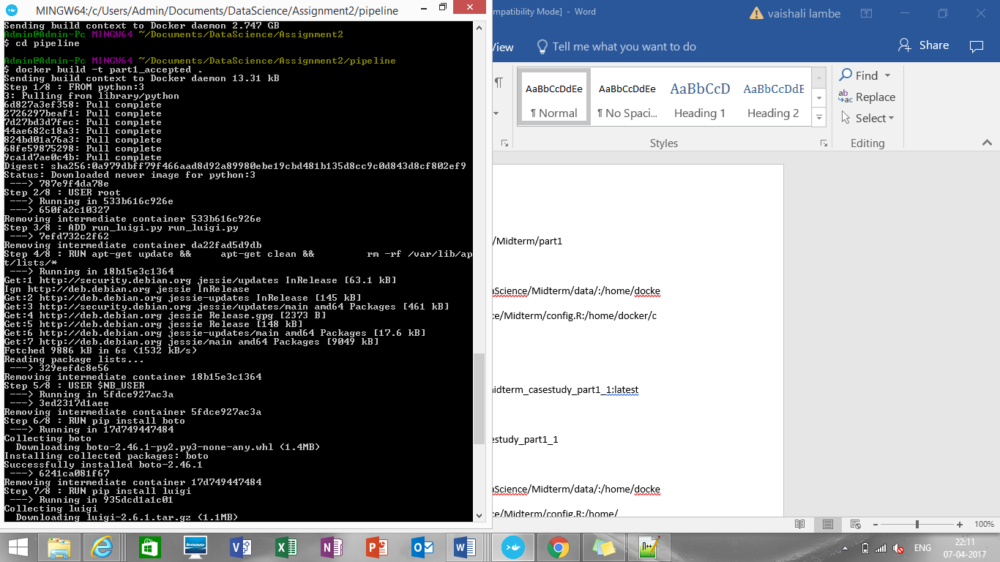 MINGW64:/c/Users/Admin/Documents/DataScience/Assignment2/pipeline
Sending build context to Docker daemon 2.747 GB
Admin@Admin-Pc MINGW64 ~/Documents/DataScience/Assignment2
$ cd pipeline
Admin@Admin-Pc MINGW64 ~/Documents/DataScience/Assignment2/pipeline
$ docker build -t part1_accepted .
Sending build context to Docker daemon 13.31 kB
Step 1/8 : FROM python:3
3: Pulling from library/python
6d827a3ef358: Pull complete
2726297beaf1: Pull complete
7d27bd3d7fec: Pull complete
44ae682c18a3: Pull complete
824bd01a76a3: Pull complete
68fe59875298: Pull complete
9ca1d7ae0c4b: Pull complete
Digest: sha256:0a979dbff79f466aad8d92a89980ebe19cbd481b135d8cc9c0d843d8cf802ef9
Status: Downloaded newer image for python:3
---> 787e9f4da78e
Step 2/8 : USER root
---> Running in 533b616c926e
---> 650fa2c10327
Removing intermediate container 533b616c926e
Step 3/8 : ADD run_luigi.py run_luigi.py
---> 7efd732c2f62
Removing intermediate container da22fad5d9db
Step 4/8 : RUN apt-get update &&     apt-get clean &&         rm -rf /var/lib/ap
t/lists/*
---> Running in 18b15e3c1364
Get:1 http://security.debian.org jessie/updates InRelease [63.1 kB]
Ign http://deb.debian.org jessie InRelease
Get:2 http://deb.debian.org jessie-updates InRelease [145 kB]
Get:3 http://security.debian.org jessie/updates/main amd64 Packages [461 kB]
Get:4 http://deb.debian.org jessie Release.gpg [2373 B]
Get:5 http://deb.debian.org jessie Release [148 kB]
Get:6 http://deb.debian.org jessie-updates/main amd64 Packages [17.6 kB]
Get:7 http://deb.debian.org jessie/main amd64 Packages [9049 kB]
Fetched 9886 kB in 6s (1532 kB/s)
Reading package lists...
---> 329eefdc8e56
Removing intermediate container 18b15e3c1364
Step 5/8 : USER $NB_USER
---> Running in 5fdce927ac3a
---> 3ed2317d1aee
Removing intermediate container 5fdce927ac3a
Step 6/8 : RUN pip install boto
---> Running in 17d749447484
Collecting boto
Downloading boto-2.46.1-py2.py3-none-any.whl (1.4MB)
Installing collected packages: boto
Successfully installed boto-2.46.1
---> 6241ca081f67
Removing intermediate container 17d749447484
Step 7/8 : RUN pip install luigi
---> Running in 935dcd1a1c01
Collecting luigi
Downloading luigi-2.6.1.tar.gz (1.1MB)
mpatibility Mode] - Word
vaishali lambe
View
Tell me what you want to do
Share
AaBbCcDdEe
AaBbCcDdEe
AaBbCcD
AaBbCcDdE
¶ Normal
¶ No Spaci...
Heading 1
Heading 2
Styles
Find
Replace
Select
Editing
/Midterm/part1
aScience/Midterm/data/:/home/docke
ce/Midterm/config.R:/home/docker/c
midterm_casestudy_part1_1:latest
estudy_part1_1
aScience/Midterm/data/:/home/docke
ce/Midterm/config.R:/home/
100%
lenovo
ENG
22:11
07-04-2017